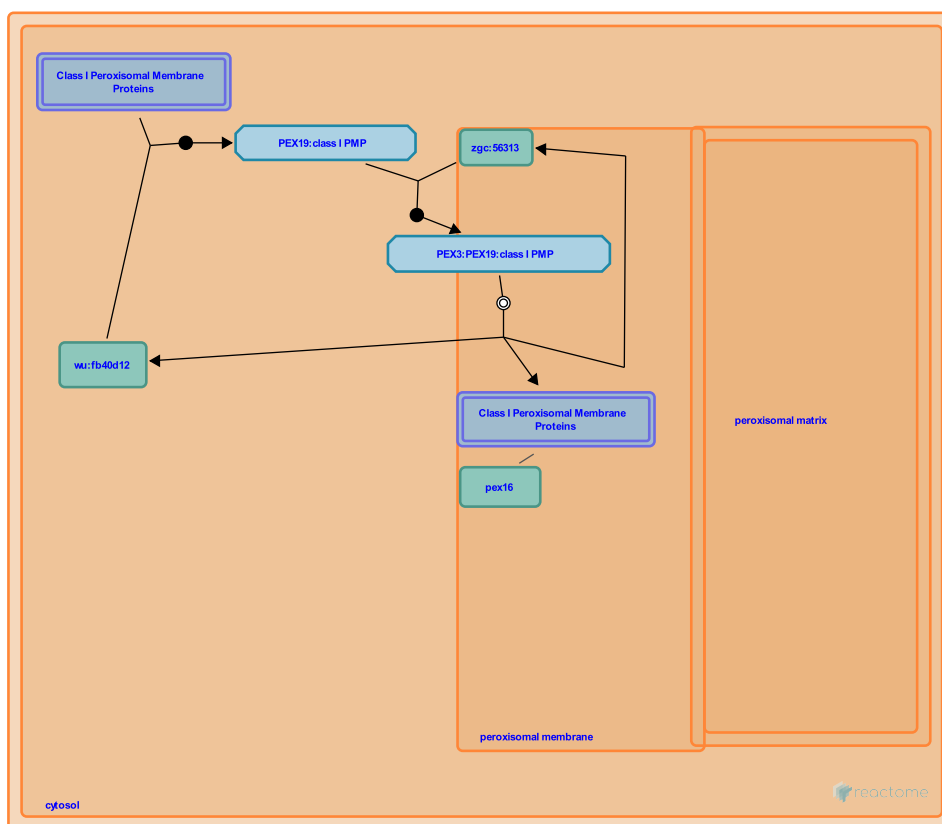 Class I Peroxisomal Membrane
Proteins
PEX19:class I PMP
zgc:56313
PEX3:PEX19:class I PMP
wu:fb40d12
Class I Peroxisomal Membrane
Proteins
peroxisomal matrix
pex16
peroxisomal membrane
reactome
cytosol